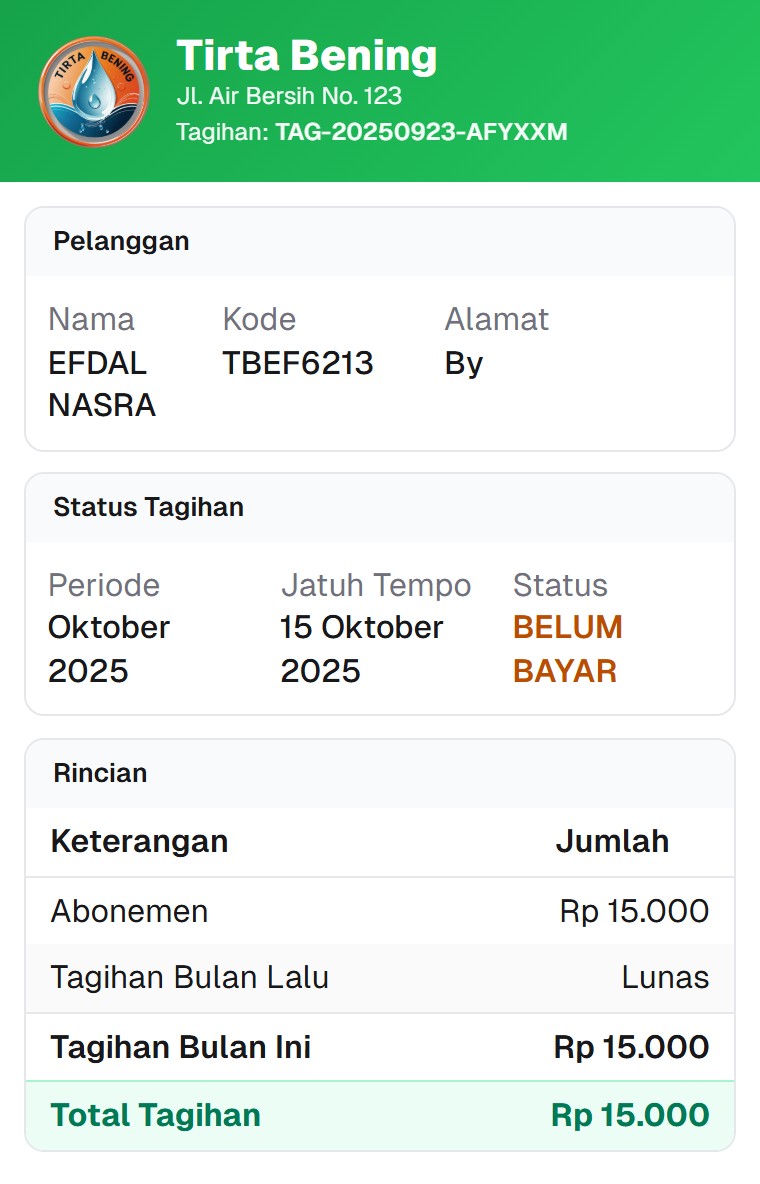 TIRTA BENING
Tirta Bening
Jl. Air Bersih No. 123
Tagihan: TAG-20250923-AFYXXM
Pelanggan
Nama Kode Alamat
EFDAL TBEF6213 By
NASRA
Status Tagihan
Periode Jatuh Tempo Status
Oktober 15 Oktober BELUM
2025 2025 BAYAR
Rincian
Keterangan Jumlah
Abonemen Rp 15.000
Tagihan Bulan Lalu Lunas
Tagihan Bulan Ini Rp 15.000
Total Tagihan Rp 15.000